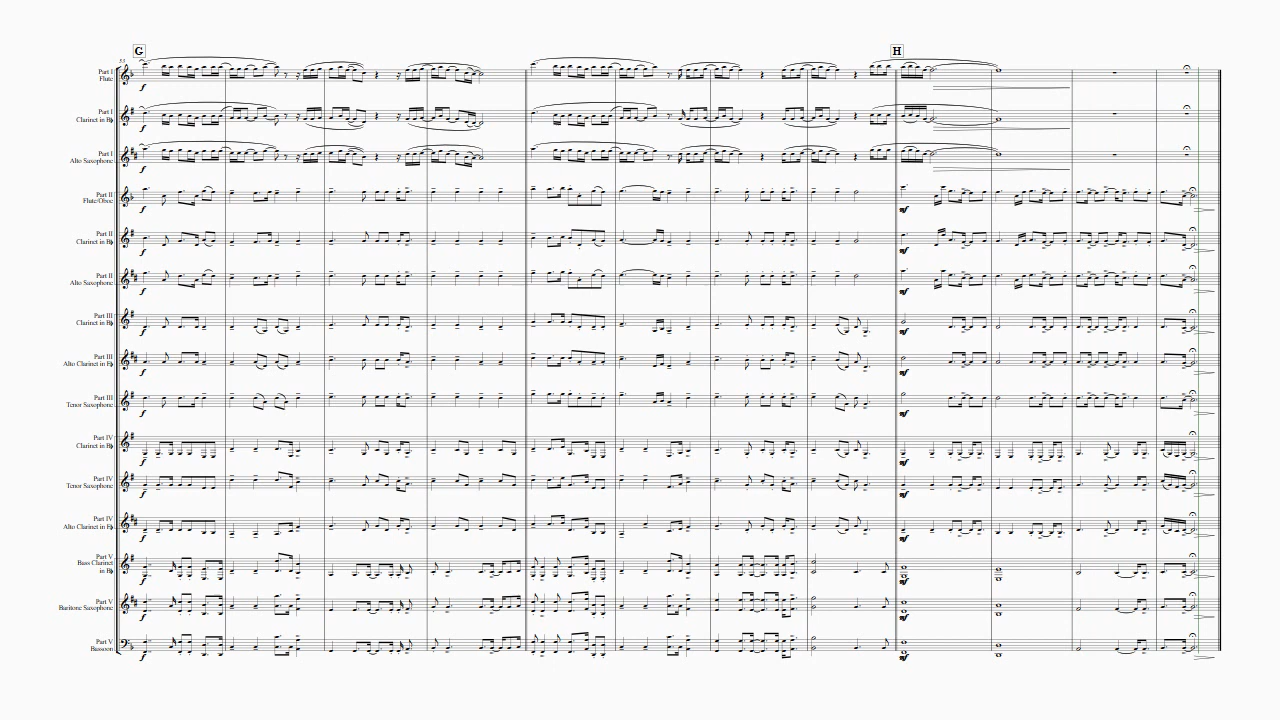 G
H
53
Part I
Flute
Part I
Clarinet in B♭
Part I
Alto Saxophone
Part II
Flute/Oboe
Part II
Clarinet in B♭
Part II
Alto Saxophone
Part III
Clarinet in B♭
Part III
Alto Clarinet in E♭
Part III
Tenor Saxophone
Part IV
Clarinet in B♭
Part IV
Tenor Saxophone
Part IV
Alto Clarinet in E♭
Part V
Bass Clarinet
in B♭
Part V
Baritone Saxophone
Part V
Bassoon